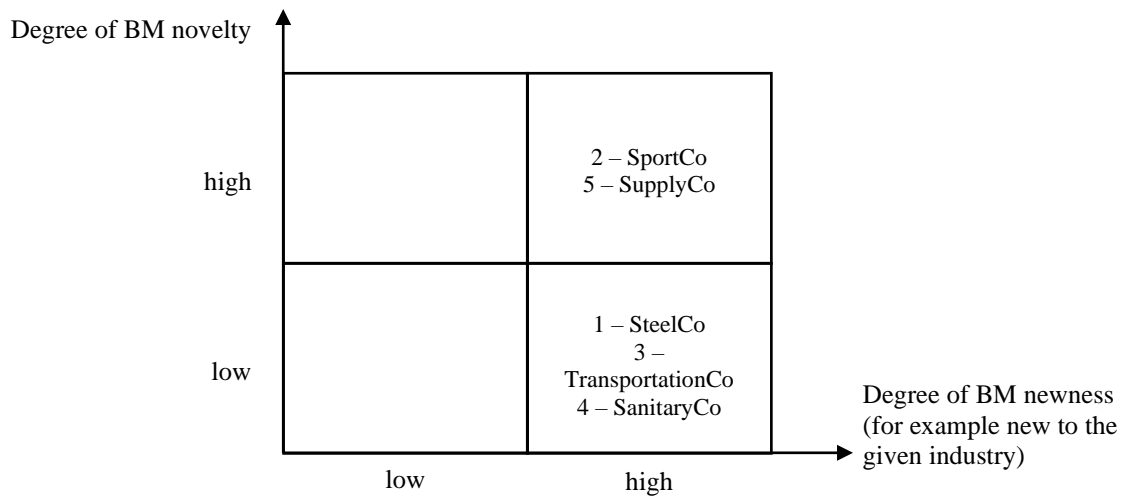 Degree of BM novelty
high
2 – SportCo
5 – SupplyCo
low
1 – SteelCo
3 –
TransportationCo
4 – SanitaryCo
Degree of BM newness
(for example new to the
given industry)
low
high